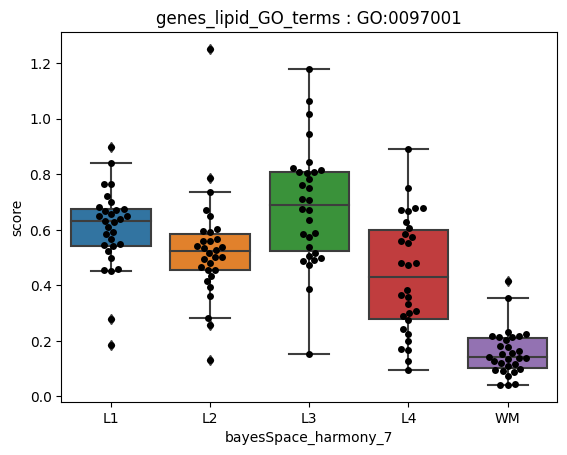 genes_lipid_GO_terms : GO:0097001
score
1.2
1.0
0.8
0.6
0.4
0.2
0.0
L1 L2 L3 L4 WM
bayesSpace_harmony_7